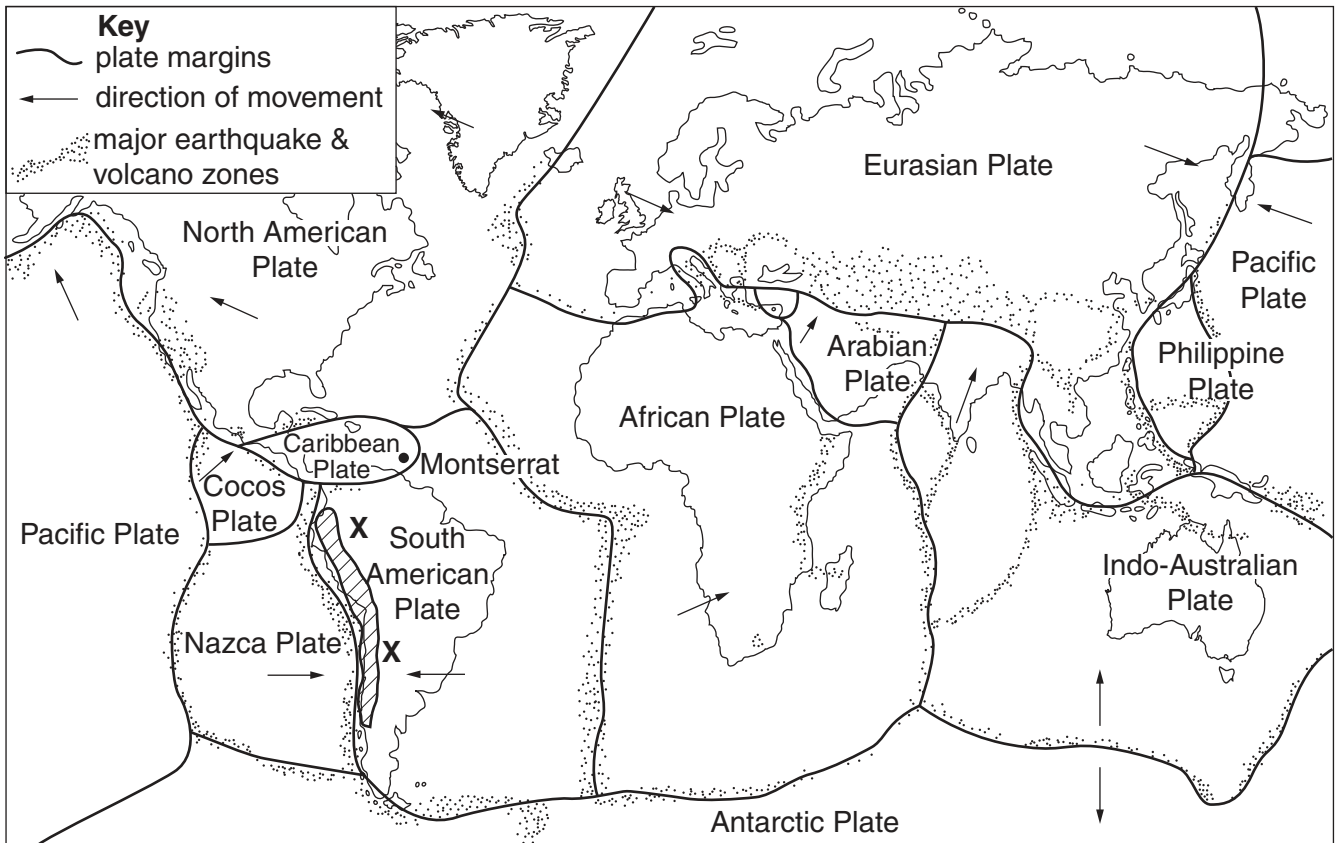 Key
plate margins
direction of movement
major earthquake &
volcano zones
North American
Plate
Eurasian Plate
Pacific
Plate
Philippine
Plate
Arabian
Plate
African Plate
Caribbean
Plate
Montserrat
Cocos
Plate
Pacific Plate
X
South
American
Plate
Nazca Plate
X
Indo-Australian
Plate
Antarctic Plate